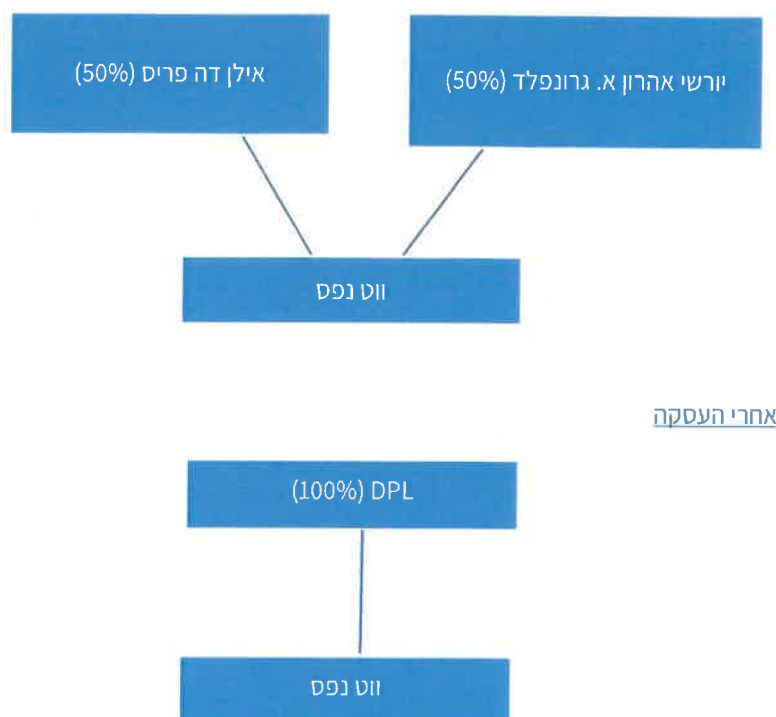 יורשי אהרון א. גרונפלד (50%)
אילן דה פריס (50%)
ווט נפס
אחרי העסקה
DPL (100%)
ווט נפס